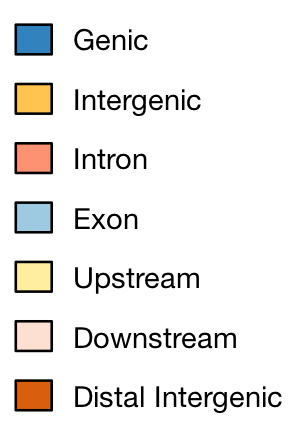 Genic
Intergenic
Intron
Exon
Upstream
Downstream
Distal Intergenic